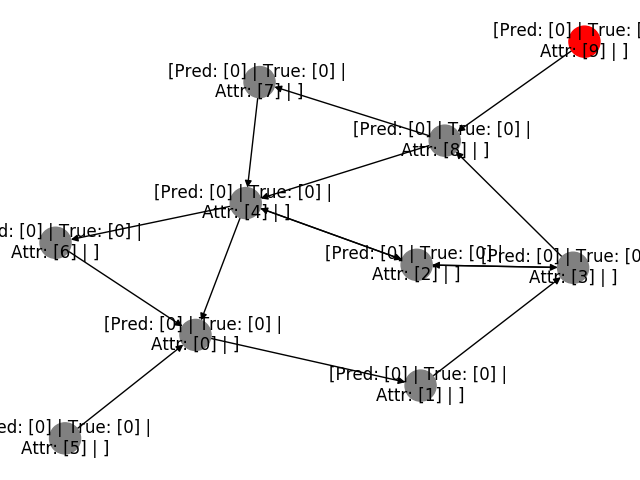 [Pred: [0] | True: [
Attr: [9] | ]
[Pred: [0] | True: [0] |
Attr: [7] | ]
[Pred: [0] | True: [0] |
Attr: [8] | ]
[Pred: [0] | True: [0] |
Attr: [4] | ]
ed: [0] | True: [0] |
Attr: [6] | ]
[Pred: [0] | True: [0] |
Attr: [2] | ]
[Pred: [0] | True: [0
Attr: [3] | ]
[Pred: [0] | True: [0] |
Attr: [0] | ]
[Pred: [0] | True: [0] |
Attr: [1] | ]
ed: [0] | True: [0] |
Attr: [5] | ]